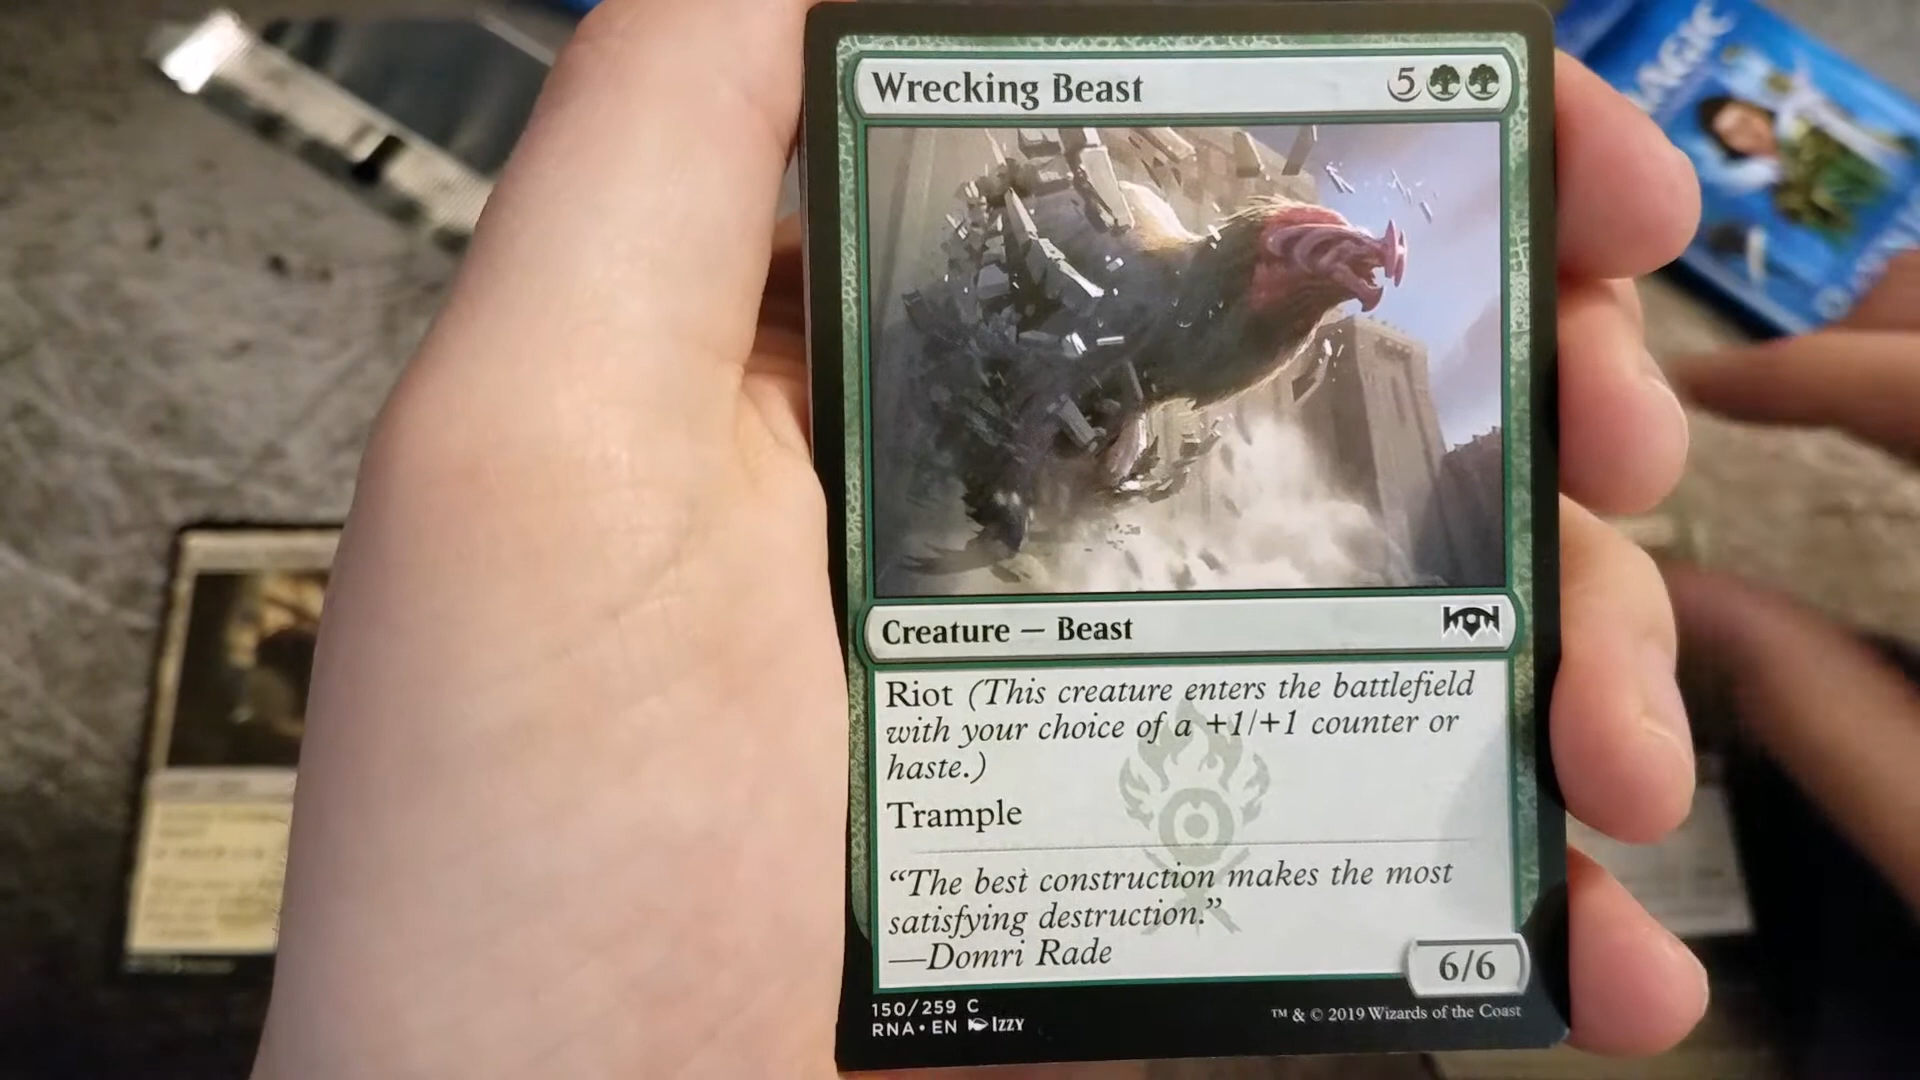 MAGIC
Wrecking Beast 5
Creature — Beast
Riot (This creature enters the battlefield
with your choice of a +1/+1 counter or
haste.)
Trample
“The best construction makes the most
satisfying destruction.”
—Domri Rade
6/6
150/259 C
RNA • EN Izzy
™ & © 2019 Wizards of the Coast